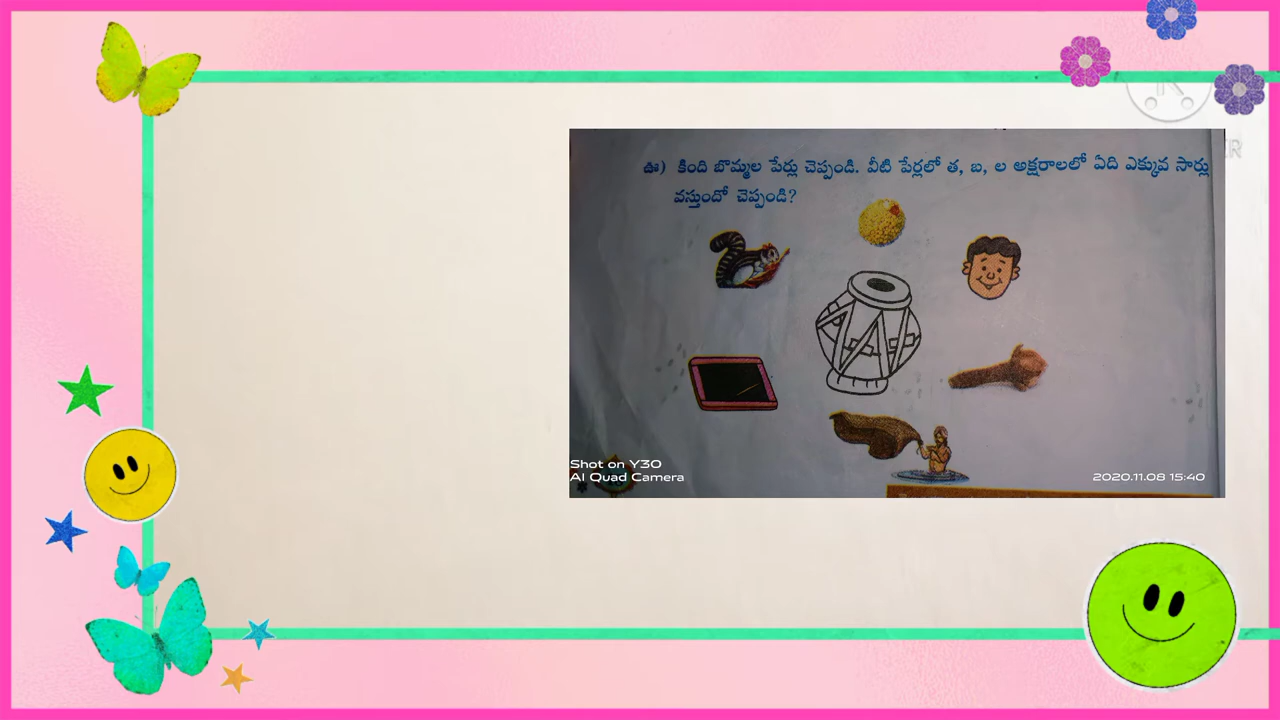 ఊ) కింది బొమ్మల పేర్లు చెప్పండి. వీటి పేర్లలో త, బ, ల అక్షరాలలో ఏది ఎక్కువ సార్లు
వస్తుందో చెప్పండి?
Shot on Y30
AI Quad Camera
2020.11.08 15:40